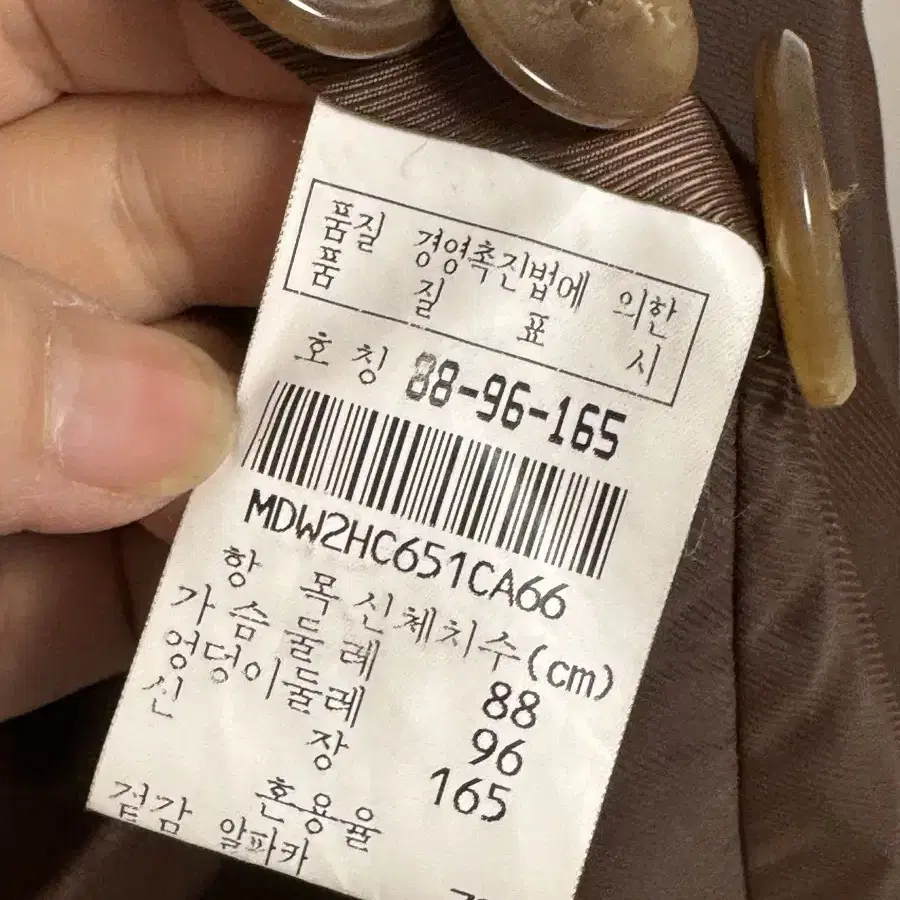 품질 경영촉진법에 의한
품 질 표 시
호 칭 88-96-165
MDW2HC651CA66
항 목 신체치수(cm)
가 슴 둘 레 88
엉덩이둘레 96
신 장 165
혼용율
겉감 알파카